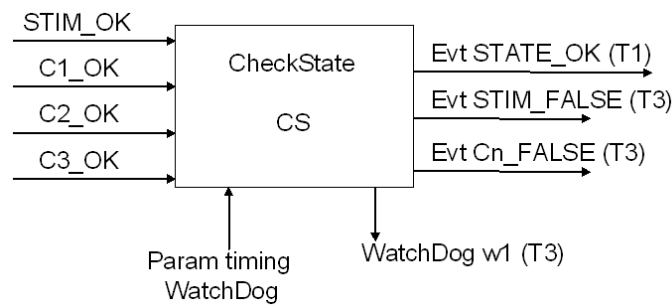 STIM_OK
C1_OK
C2_OK
C3_OK
CheckState
CS
Evt STATE_OK (T1)
Evt STIM_FALSE (T3)
Evt Cn_FALSE (T3)
Param timing
WatchDog
WatchDog w1 (T3)